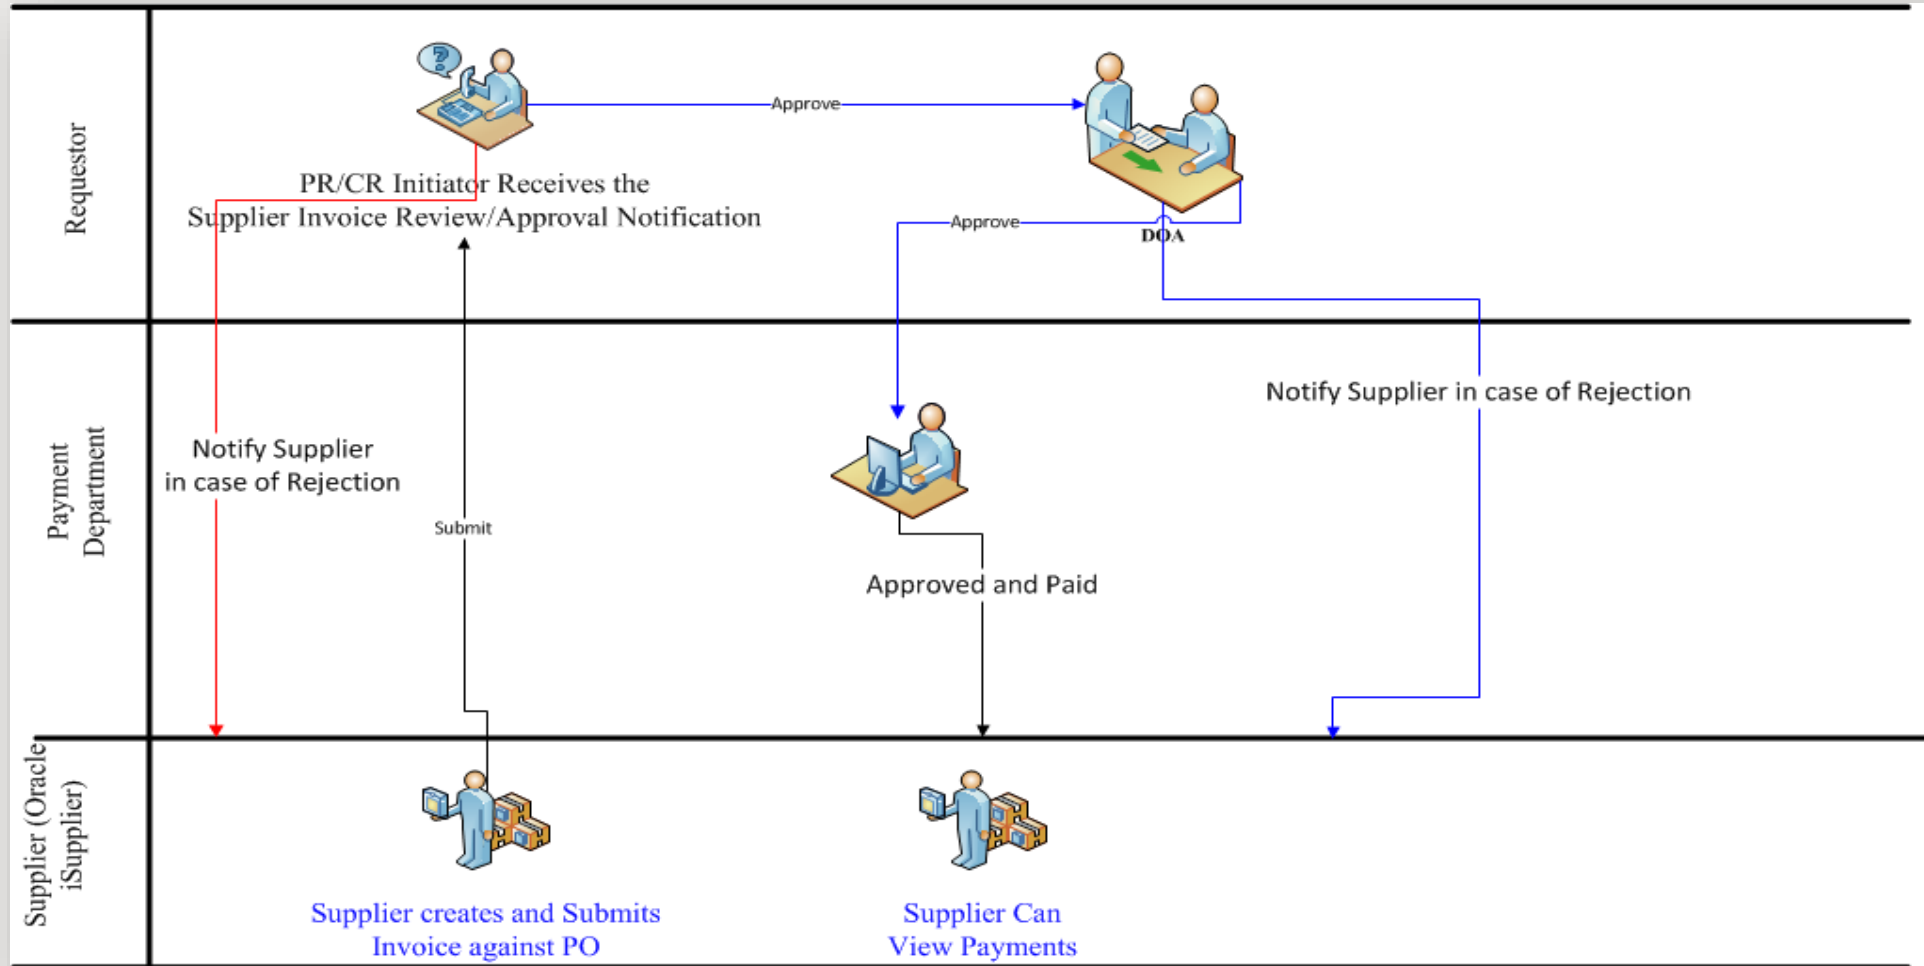 Requestor
Approve
PR/CR Initiator Receives the
Supplier Invoice Review/Approval Notification
Approve
DOA
Payment
Department
Notify Supplier in case of Rejection
Notify Supplier
in case of Rejection
Submit
Approved and Paid
Supplier (Oracle
iSupplier)
Supplier creates and Submits
Invoice against PO
Supplier Can
View Payments